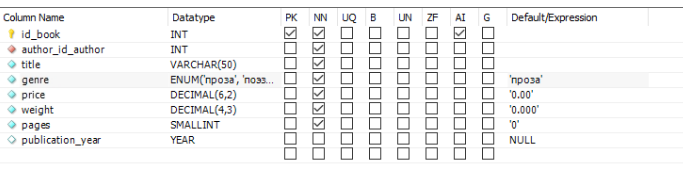 Column Name Datatype PK NN UQ B UN ZF AI G Default/Expression
id_book INT
author_id_author INT
title VARCHAR(50)
genre ENUM('проза', 'поэз... 'проза'
price DECIMAL(6,2) '0.00'
weight DECIMAL(4,3) '0.000'
pages SMALLINT '0'
publication_year YEAR NULL